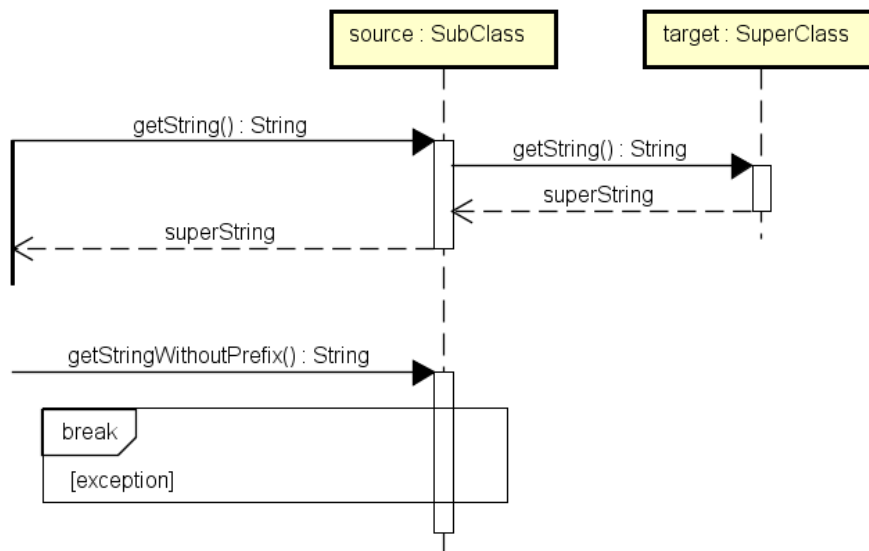 source : SubClass
target : SuperClass
getString() : String
getString() : String
superString
superString
getStringWithoutPrefix() : String
break
[exception]